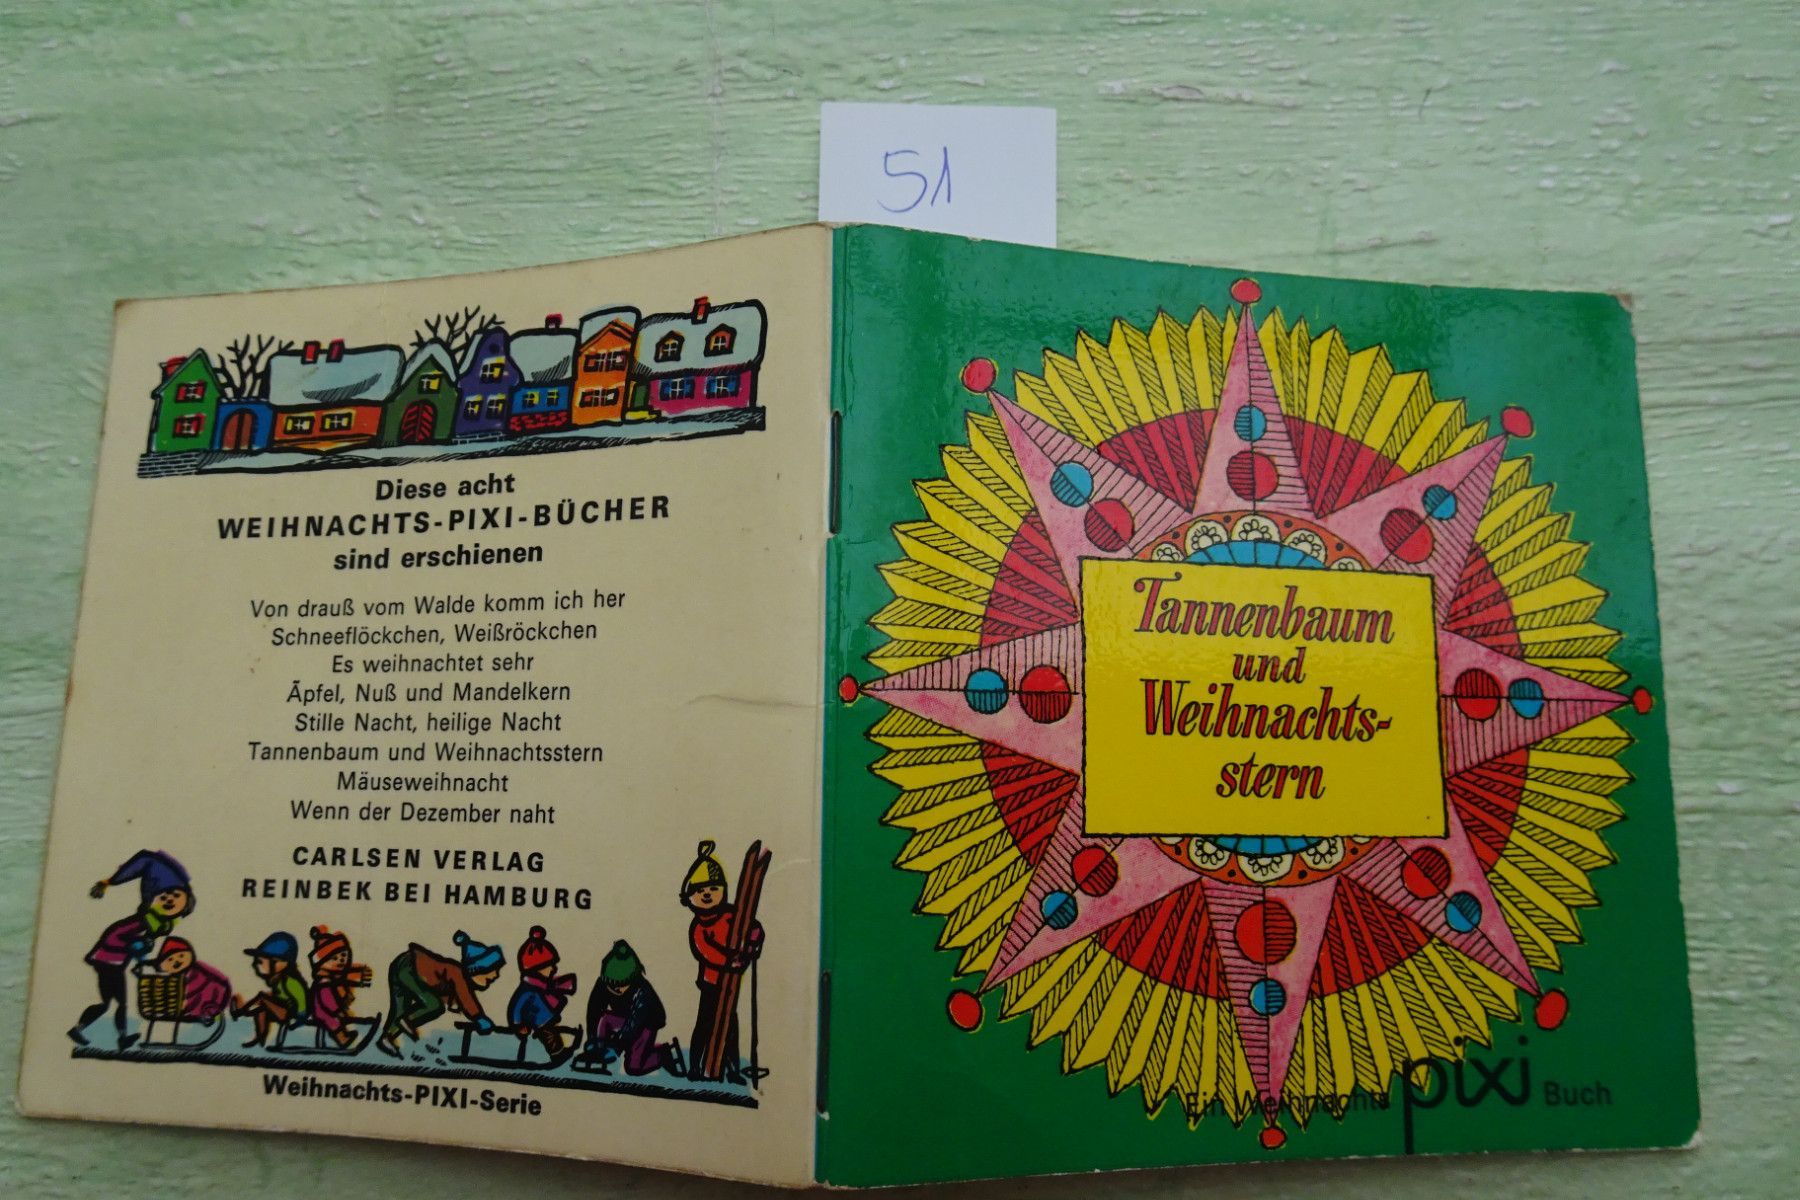 51
Diese acht
WEIHNACHTS-PIXI-BÜCHER
sind erschienen
Von drauß vom Walde komm ich her
Schneeflöckchen, Weißröckchen
Es weihnachtet sehr
Äpfel, Nuß und Mandelkern
Stille Nacht, heilige Nacht
Tannenbaum und Weihnachtsstern
Mäuseweihnacht
Wenn der Dezember naht
CARLSEN VERLAG
REINBEK BEI HAMBURG
Weihnachts-PIXI-Serie
Tannenbaum
und
Weihnachts-
stern
Ein Weihnachts pixi Buch